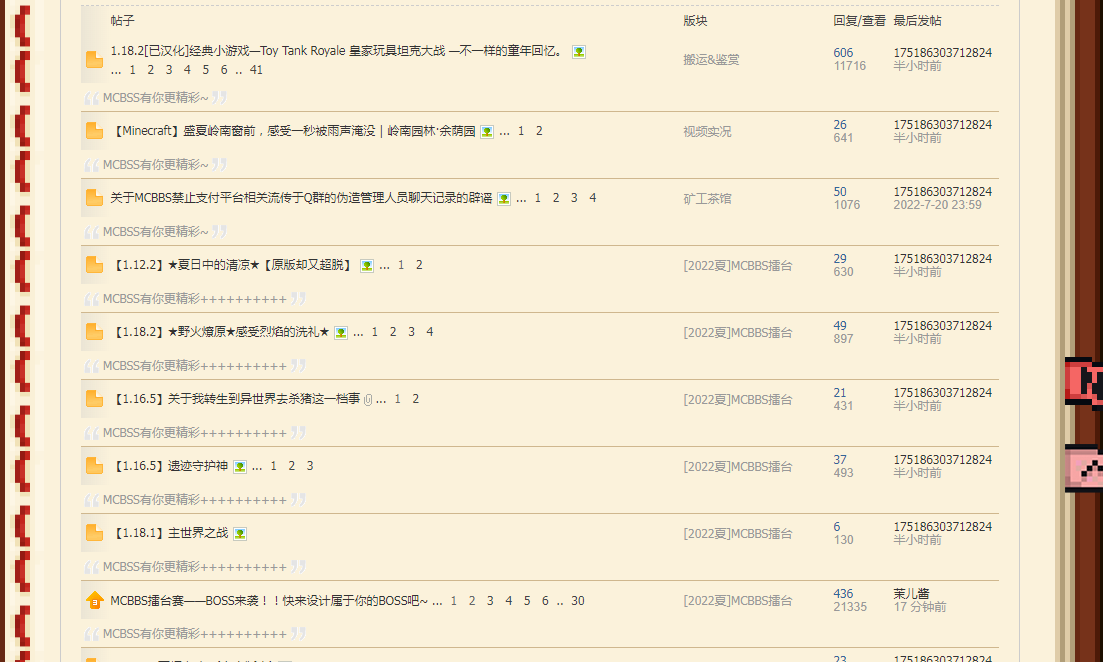 帖子 版块 回复/查看 最后发帖
1.18.2[已汉化]经典小游戏—Toy Tank Royale 皇家玩具坦克大战 —不一样的童年回忆。 搬运&鉴赏 606 175186303712824
... 1 2 3 4 5 6 .. 41 11716 半小时前
MCBSS有你更精彩~
【Minecraft】盛夏岭南窗前，感受一秒被雨声淹没｜岭南园林·余荫园 ... 1 2 视频实况 26 175186303712824
641 半小时前
MCBSS有你更精彩~
关于MCBBS禁止支付平台相关流传于Q群的伪造管理人员聊天记录的辟谣 ... 1 2 3 4 矿工茶馆 50 175186303712824
1076 2022-7-20 23:59
MCBSS有你更精彩~
【1.12.2】★夏日中的清凉★【原版却又超脱】 ... 1 2 [2022夏]MCBBS擂台 29 175186303712824
630 半小时前
MCBSS有你更精彩++++++++++
【1.18.2】★野火燎原★感受烈焰的洗礼★ ... 1 2 3 4 [2022夏]MCBBS擂台 49 175186303712824
897 半小时前
MCBSS有你更精彩++++++++++
【1.16.5】关于我转生到异世界去杀猪这一档事 ... 1 2 [2022夏]MCBBS擂台 21 175186303712824
431 半小时前
MCBSS有你更精彩++++++++++
【1.16.5】遗迹守护神 ... 1 2 3 [2022夏]MCBBS擂台 37 175186303712824
493 半小时前
MCBSS有你更精彩++++++++++
【1.18.1】主世界之战 [2022夏]MCBBS擂台 6 175186303712824
130 半小时前
MCBSS有你更精彩++++++++++
3 MCBBS擂台赛——BOSS来袭！！快来设计属于你的BOSS吧~ ... 1 2 3 4 5 6 .. 30 [2022夏]MCBBS擂台 436 茉儿酱
21335 17 分钟前
MCBSS有你更精彩++++++++++
23 175186303712824